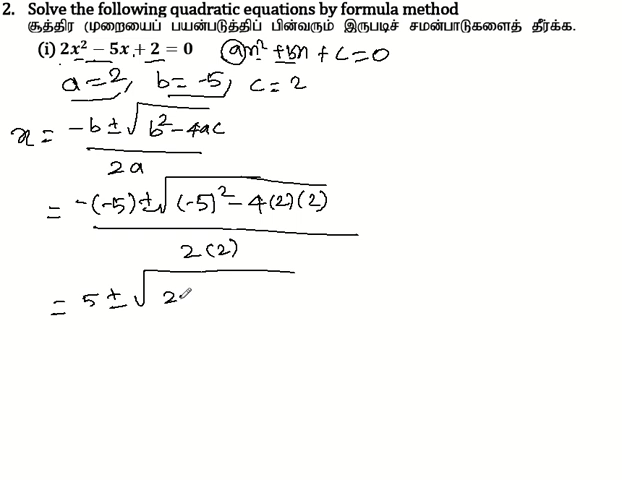 2. Solve the following quadratic equations by formula method
சூத்திர முறையைப் பயன்படுத்திப் பின்வரும் இருபடிச் சமன்பாடுகளைத் தீர்க்க.
(i) 2x² − 5x + 2 = 0 ax² + bx + c = 0
a = 2, b = -5, c = 2
x = -b ± √(b² - 4ac)
2a
= -(-5) ± √((-5)² - 4(2)(2))
2(2)
= 5 ± √2